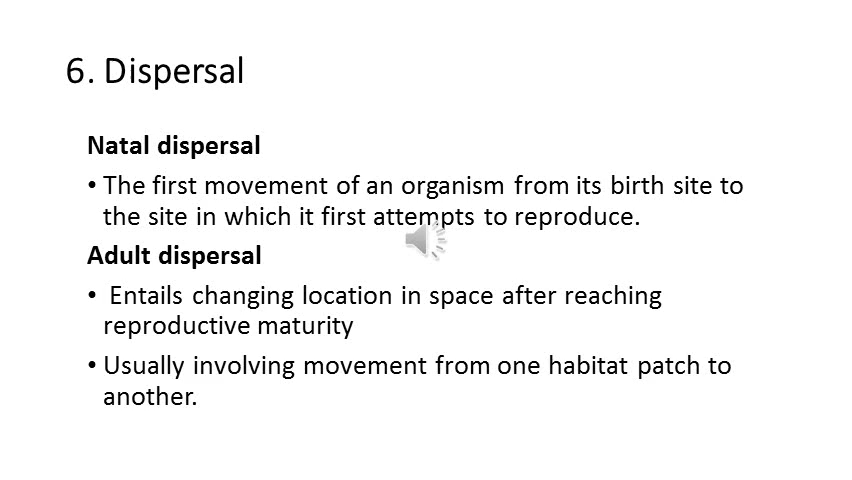 6. Dispersal
Natal dispersal
• The first movement of an organism from its birth site to
the site in which it first attempts to reproduce.
Adult dispersal
• Entails changing location in space after reaching
reproductive maturity
• Usually involving movement from one habitat patch to
another.